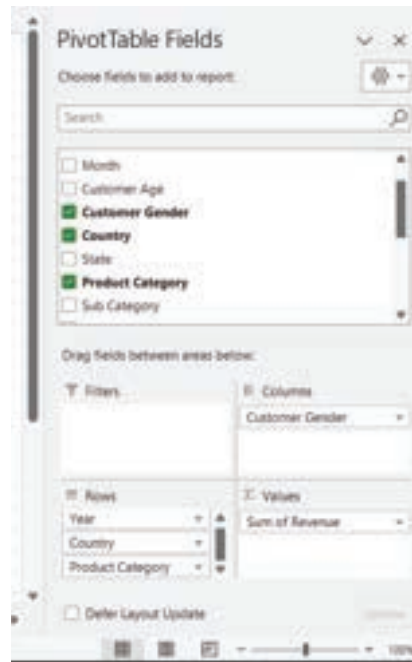 PivotTable Fields
Choose fields to add to report:
Search
Month
Customer Age
Customer Gender
Country
State
Product Category
Sub Category
Drag fields between areas below:
Filters
Columns
Customer Gender
Rows
Values
Year
Sum of Revenue
Country
Product Category
Defer Layout Update
100%